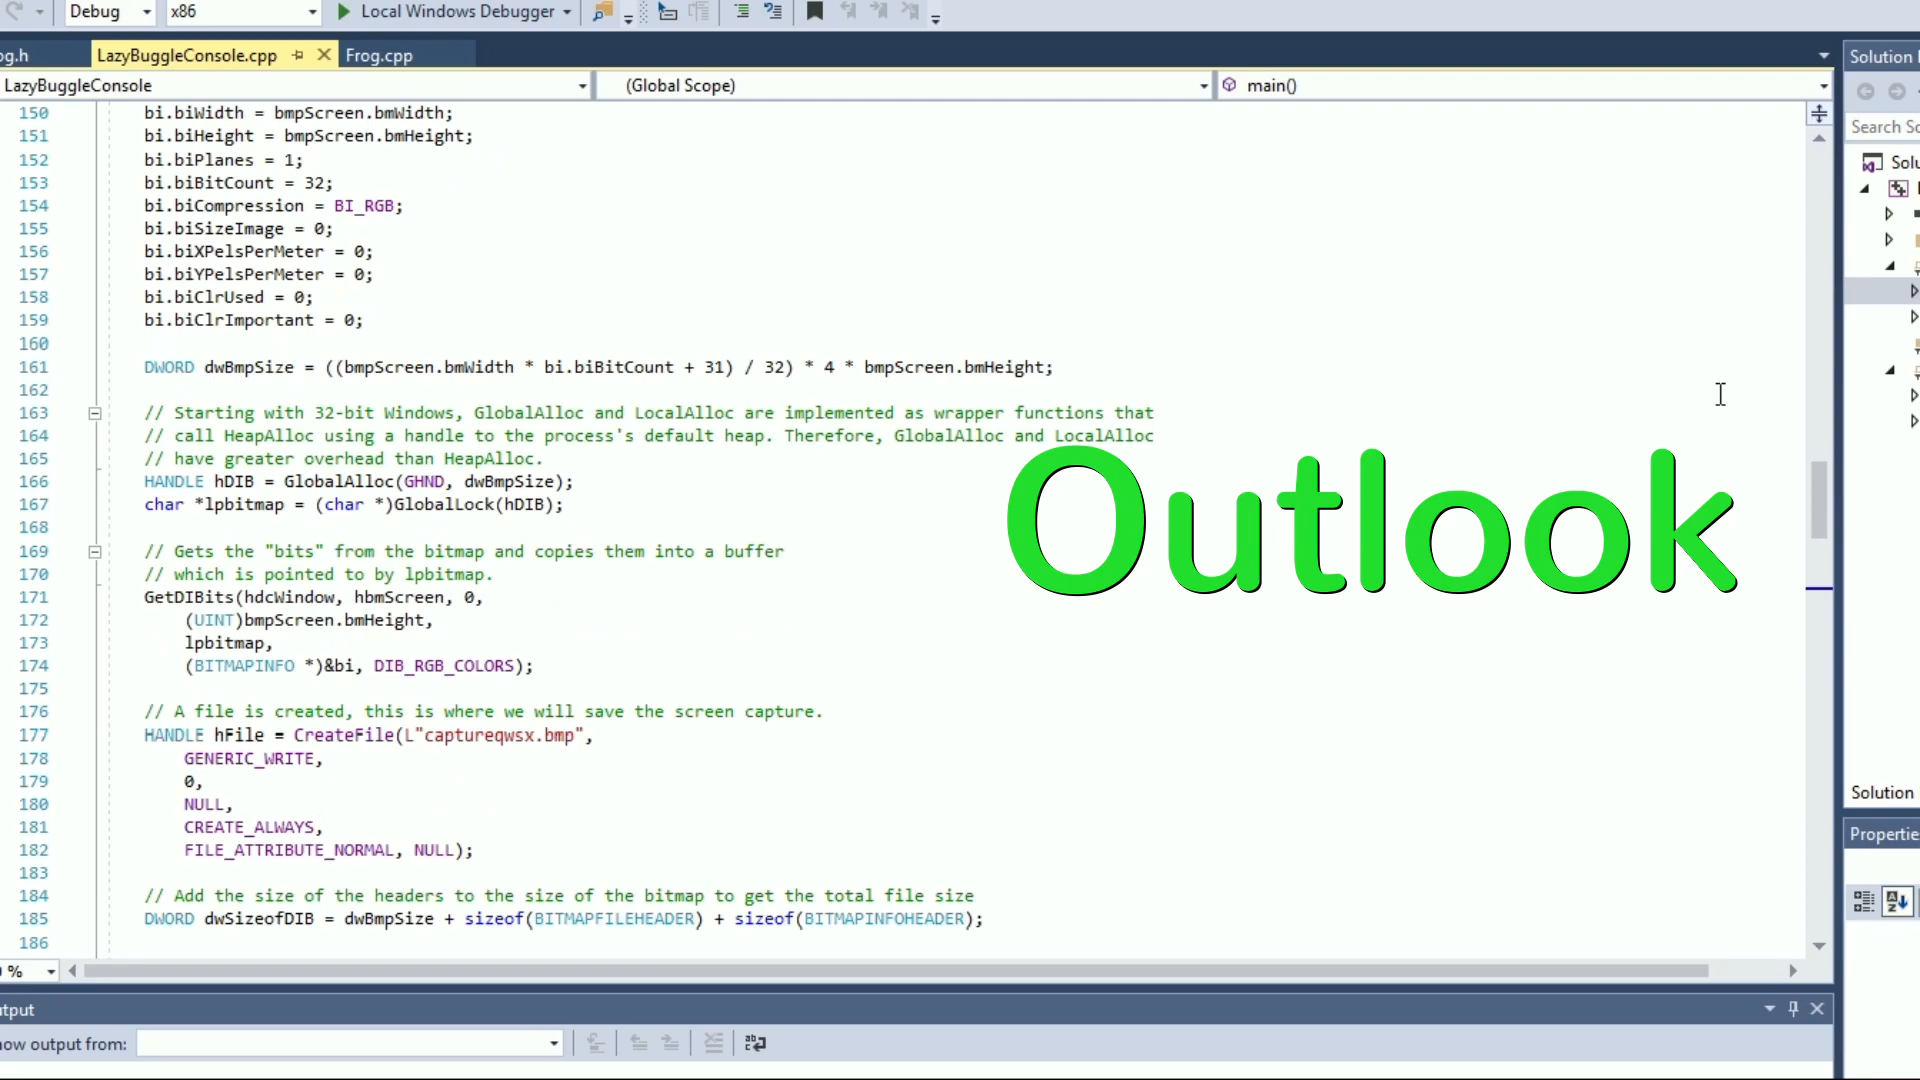 Debug x86 Local Windows Debugger
og.h LazyBuggleConsole.cpp Frog.cpp
LazyBuggleConsole (Global Scope) main()
150 bi.biWidth = bmpScreen.bmWidth;
151 bi.biHeight = bmpScreen.bmHeight;
152 bi.biPlanes = 1;
153 bi.biBitCount = 32;
154 bi.biCompression = BI_RGB;
155 bi.biSizeImage = 0;
156 bi.biXPelsPerMeter = 0;
157 bi.biYPelsPerMeter = 0;
158 bi.biClrUsed = 0;
159 bi.biClrImportant = 0;
160
161 DWORD dwBmpSize = ((bmpScreen.bmWidth * bi.biBitCount + 31) / 32) * 4 * bmpScreen.bmHeight;
162
163 // Starting with 32-bit Windows, GlobalAlloc and LocalAlloc are implemented as wrapper functions that
164 // call HeapAlloc using a handle to the process's default heap. Therefore, GlobalAlloc and LocalAlloc
165 // have greater overhead than HeapAlloc.
166 HANDLE hDIB = GlobalAlloc(GHND, dwBmpSize);
167 char *lpbitmap = (char *)GlobalLock(hDIB);
168
169 // Gets the "bits" from the bitmap and copies them into a buffer
170 // which is pointed to by lpbitmap.
171 GetDIBits(hdcWindow, hbmScreen, 0,
172 (UINT)bmpScreen.bmHeight,
173 lpbitmap,
174 (BITMAPINFO *)&bi, DIB_RGB_COLORS);
175
176 // A file is created, this is where we will save the screen capture.
177 HANDLE hFile = CreateFile(L"captureqwsx.bmp",
178 GENERIC_WRITE,
179 0,
180 NULL,
181 CREATE_ALWAYS,
182 FILE_ATTRIBUTE_NORMAL, NULL);
183
184 // Add the size of the headers to the size of the bitmap to get the total file size
185 DWORD dwSizeofDIB = dwBmpSize + sizeof(BITMAPFILEHEADER) + sizeof(BITMAPINFOHEADER);
186
Outlook
%
tput
ow output from:
Solution
Search So
Solu
Solution
Propertie